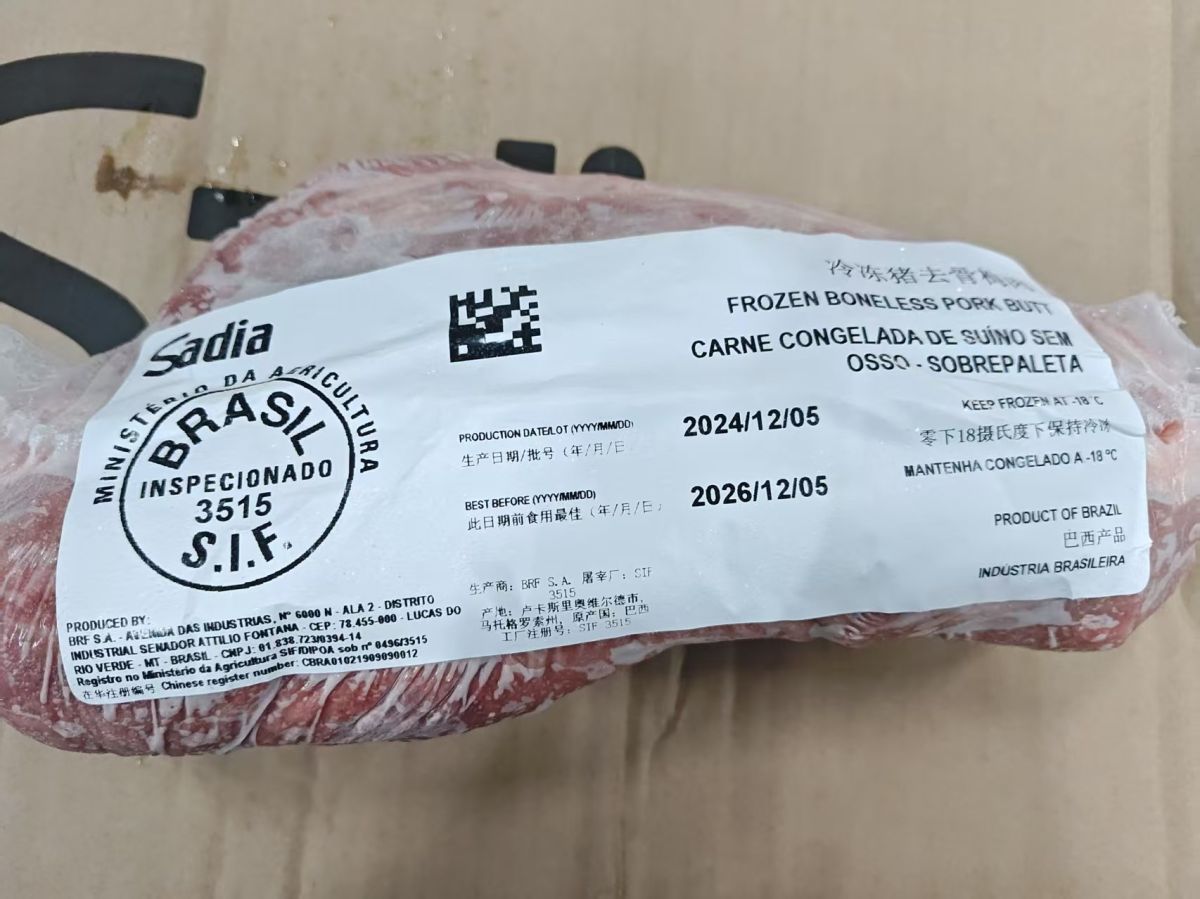 Sadia
MINISTÉRIO DA AGRICULTURA
BRASIL
INSPECIONADO
3515
S.I.F.
PRODUCED BY:
BRF S.A. - AVENIDA DAS INDUSTRIAS, Nº 6000 N - ALA 2 - DISTRITO
INDUSTRIAL SENADOR ATTILIO FONTANA - CEP: 78.455-000 - LUCAS DO
RIO VERDE - MT - BRASIL - CNPJ: 01.838.723/0394-14
Registro no Ministério da Agricultura SIF/DIPOA sob nº 0496/3515
在华注册编号 Chinese register number: CBRA01021909090012
冷冻猪去骨梅肉
FROZEN BONELESS PORK BUTT
CARNE CONGELADA DE SUÍNO SEM
OSSO - SOBREPALETA
PRODUCTION DATE/LOT (YYYY/MM/DD)
生产日期/批号 (年/月/日
2024/12/05
BEST BEFORE (YYYY/MM/DD)
此日期前食用最佳 (年/月/日)
2026/12/05
KEEP FROZEN AT -18°C
零下18摄氏度下保持冷冻
MANTENHA CONGELADO A -18 ºC
生产商: BRF S.A. 屠宰厂: SIF
3515
产地: 卢卡斯里奥维尔德市,
马托格罗索州, 原产国: 巴西
工厂注册号: SIF 3515
PRODUCT OF BRAZIL
巴西产品
INDÚSTRIA BRASILEIRA